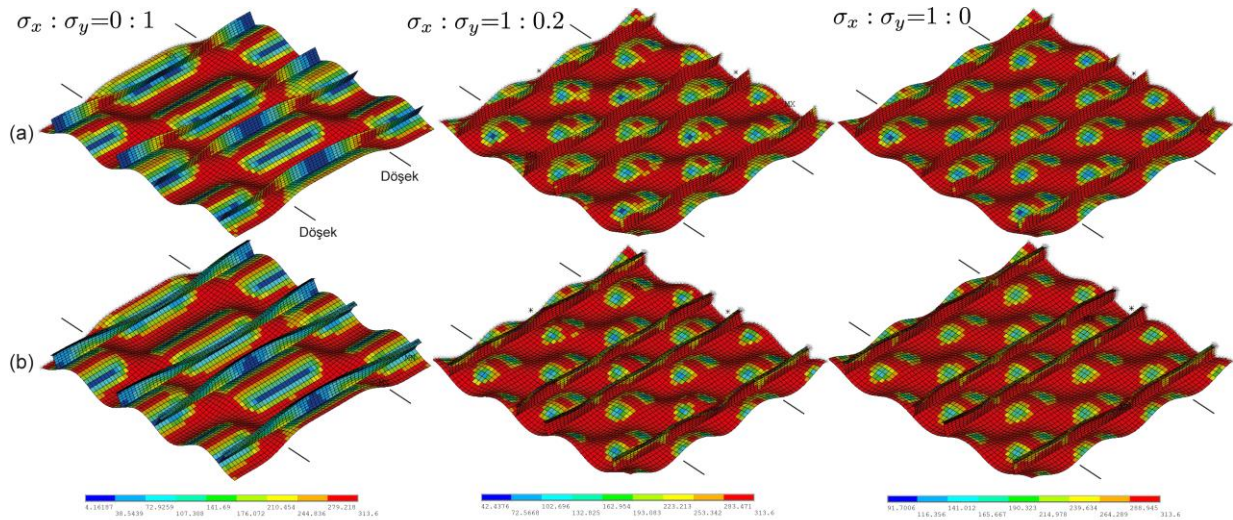 σx : σy=0 : 1
σx : σy=1 : 0.2
σx : σy=1 : 0
(a)
Döşek
Döşek
(b)
4.16187 72.9259 141.69 210.454 279.218
38.5439 107.308 176.072 244.836 313.6
42.4376 102.696 162.954 223.213 283.471
72.5668 132.825 193.083 253.342 313.6
91.7006 141.012 190.323 239.634 288.945
116.356 165.667 214.978 264.289 313.6